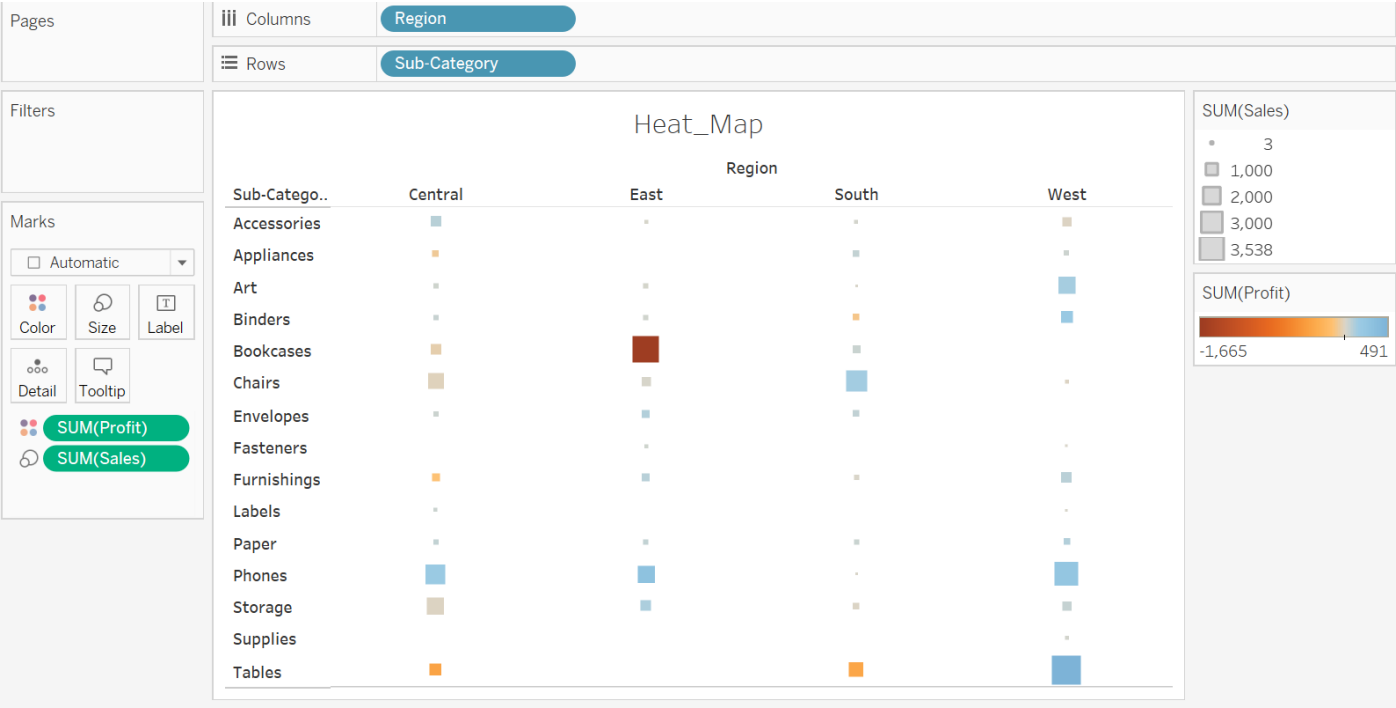 Pages
Columns
Region
Rows
Sub-Category
Filters
Marks
Automatic
Color
Size
Label
Detail
Tooltip
SUM(Profit)
SUM(Sales)
Heat_Map
Region
Sub-Catego.. Central East South West
Accessories
Appliances
Art
Binders
Bookcases
Chairs
Envelopes
Fasteners
Furnishings
Labels
Paper
Phones
Storage
Supplies
Tables
SUM(Sales)
3
1,000
2,000
3,000
3,538
SUM(Profit)
-1,665 491